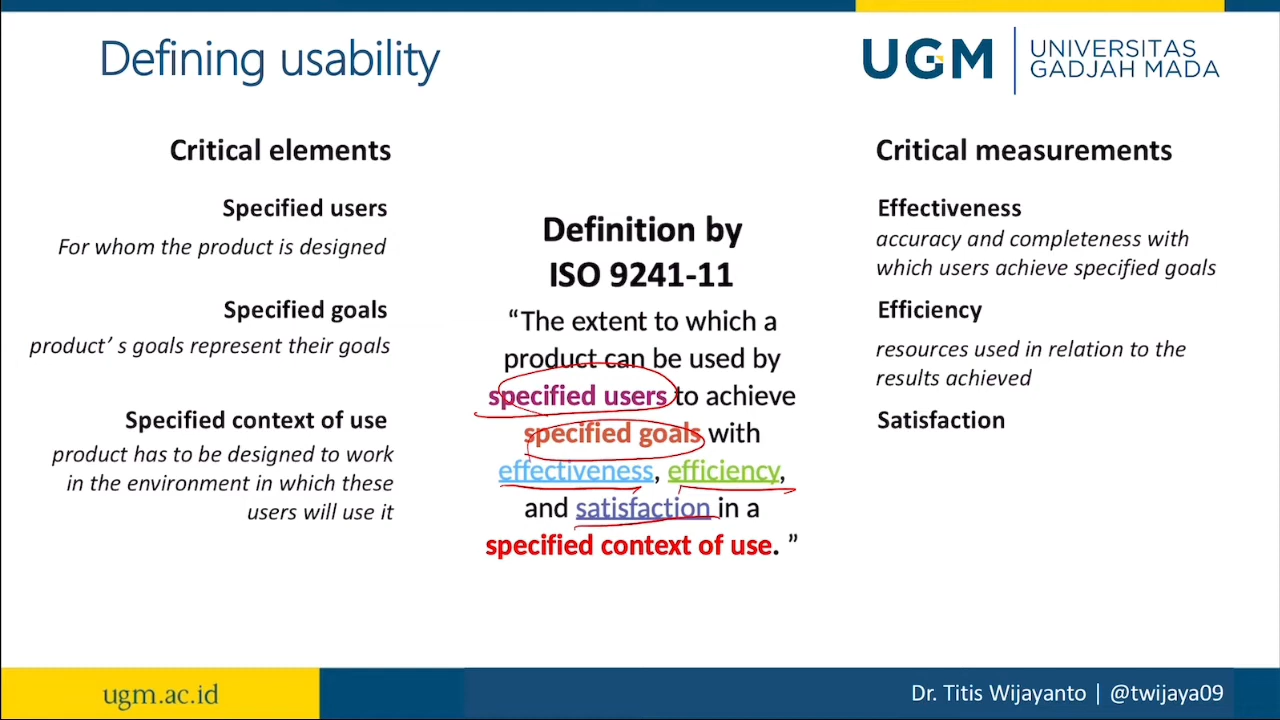 Defining usability
UGM
UNIVERSITAS
GADJAH MADA
Critical elements
Specified users
For whom the product is designed
Specified goals
product’ s goals represent their goals
Specified context of use
product has to be designed to work
in the environment in which these
users will use it
Definition by
ISO 9241-11
“The extent to which a
product can be used by
specified users to achieve
specified goals with
effectiveness, efficiency,
and satisfaction in a
specified context of use. ”
Critical measurements
Effectiveness
accuracy and completeness with
which users achieve specified goals
Efficiency
resources used in relation to the
results achieved
Satisfaction
ugm.ac.id
Dr. Titis Wijayanto | @twijaya09